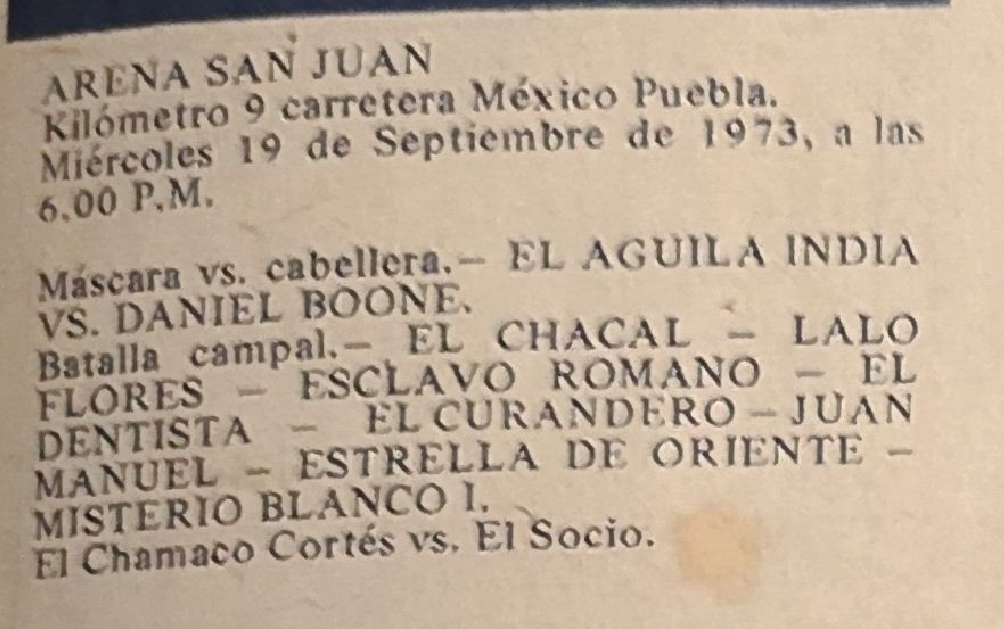 ARENA SAN JUAN
Kilómetro 9 carretera México Puebla.
Miércoles 19 de Septiembre de 1973, a las
6.00 P.M.
Máscara vs. cabellera.— EL AGUILA INDIA
VS. DANIEL BOONE.
Batalla campal.— EL CHACAL — LALO
FLORES — ESCLAVO ROMANO — EL
DENTISTA — EL CURANDERO — JUAN
MANUEL — ESTRELLA DE ORIENTE —
MISTERIO BLANCO I.
El Chamaco Cortés vs. El Socio.